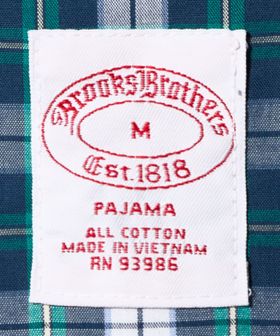 Brooks Brothers
M
Est. 1818
PAJAMA
ALL COTTON
MADE IN VIETNAM
RN 93986